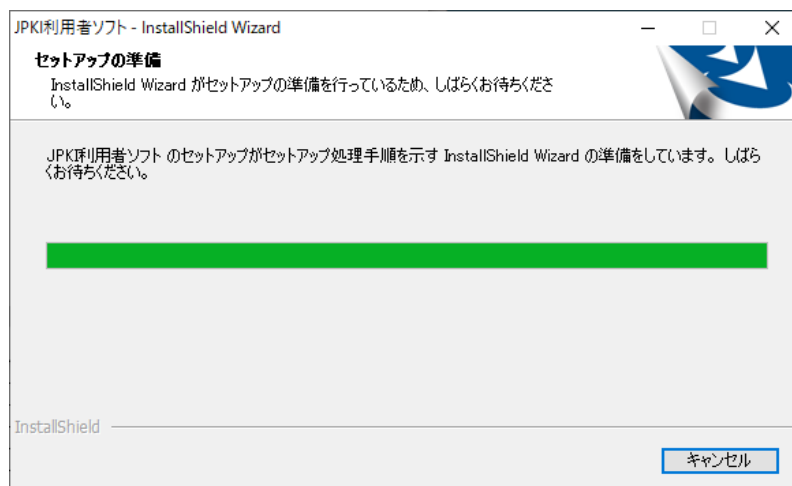 JPKI利用者ソフト - InstallShield Wizard
セットアップの準備
InstallShield Wizard がセットアップの準備を行っているため、しばらくお待ちくださ
い。
JPKI利用者ソフト のセットアップがセットアップ処理手順を示す InstallShield Wizard の準備をしています。しばら
くお待ちください。
InstallShield
キャンセル